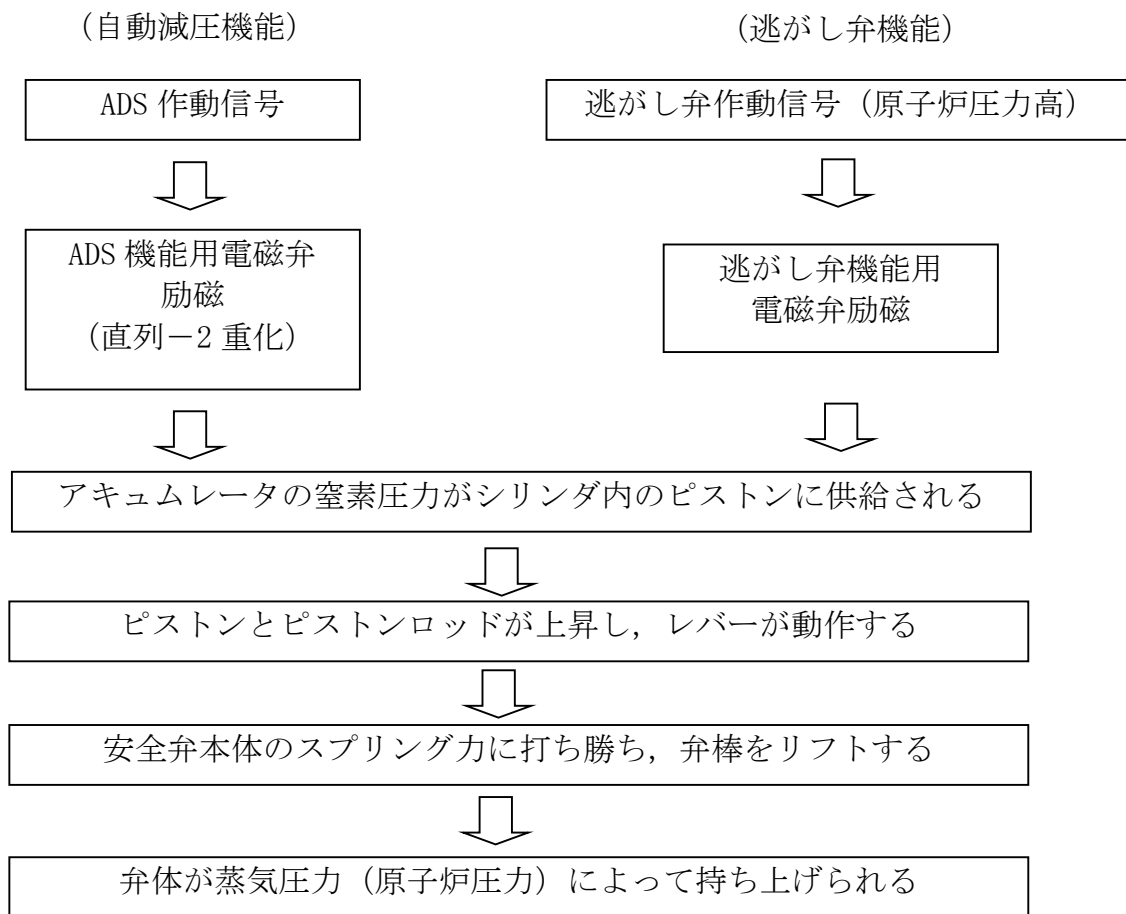 (自動減圧機能)
(逃がし弁機能)
ADS 作動信号
逃がし弁作動信号（原子炉圧力高）
ADS 機能用電磁弁
励磁
(直列－2 重化)
逃がし弁機能用
電磁弁励磁
アキュムレータの窒素圧力がシリンダ内のピストンに供給される
ピストンとピストンロッドが上昇し，レバーが動作する
安全弁本体のスプリング力に打ち勝ち，弁棒をリフトする
弁体が蒸気圧力（原子炉圧力）によって持ち上げられる